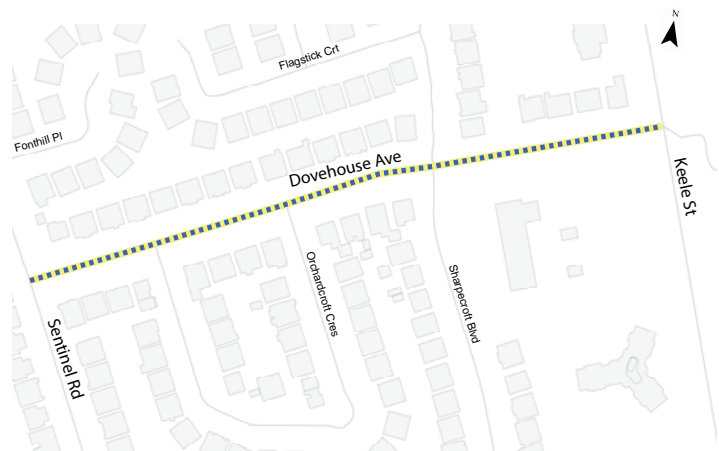 N
Flagstick Crt
Fonthill Pl
Dovehouse Ave
Keele St
Orchardcroft Cres
Sharpecroft Blvd
Sentinel Rd